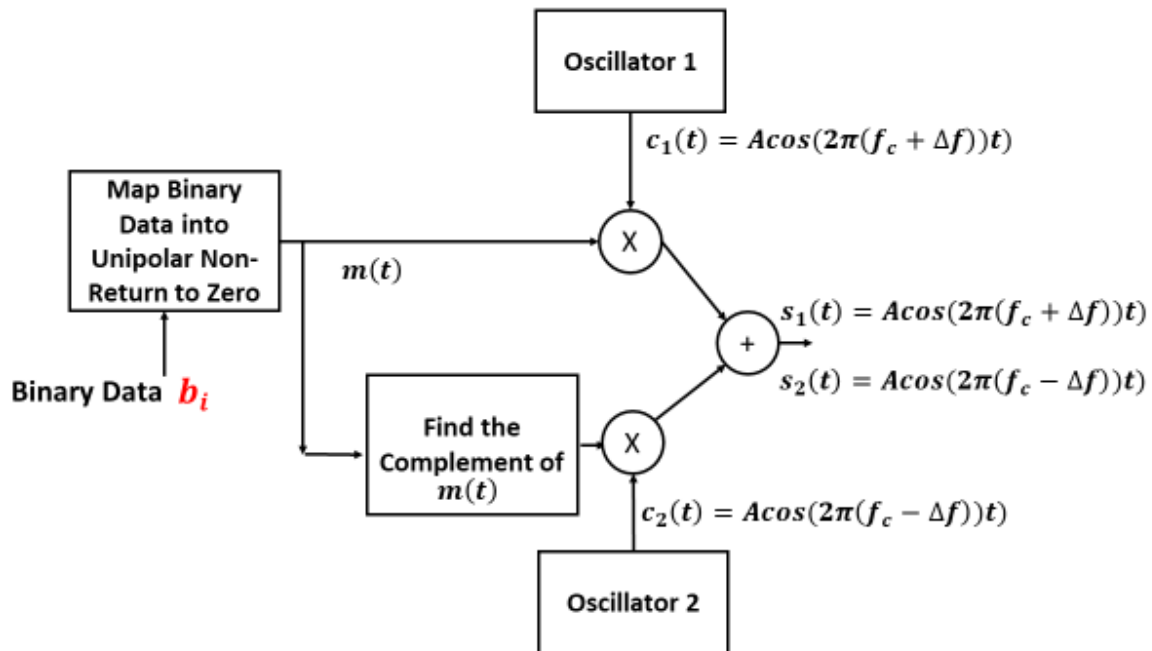 Oscillator 1
c₁(t) = Acos(2π(f_c + Δf))t)
Map Binary
Data into
Unipolar Non-
Return to Zero
m(t)
X
s₁(t) = Acos(2π(f_c + Δf))t)
+
s₂(t) = Acos(2π(f_c − Δf))t)
Binary Data b_i
Find the
Complement of
m(t)
X
c₂(t) = Acos(2π(f_c − Δf))t)
Oscillator 2